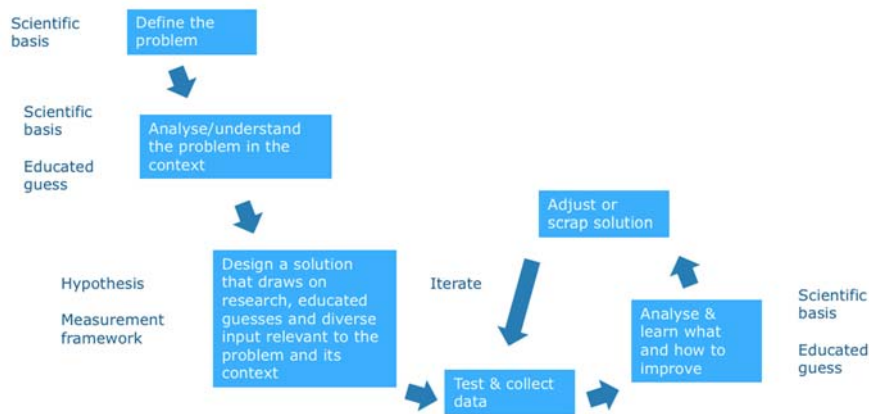 Scientific
basis
Define the
problem
Scientific
basis
Educated
guess
Analyse/understand
the problem in the
context
Hypothesis
Measurement
framework
Design a solution
that draws on
research, educated
guesses and diverse
input relevant to the
problem and its
context
Iterate
Adjust or
scrap solution
Test & collect
data
Analyse &
learn what
and how to
improve
Scientific
basis
Educated
guess